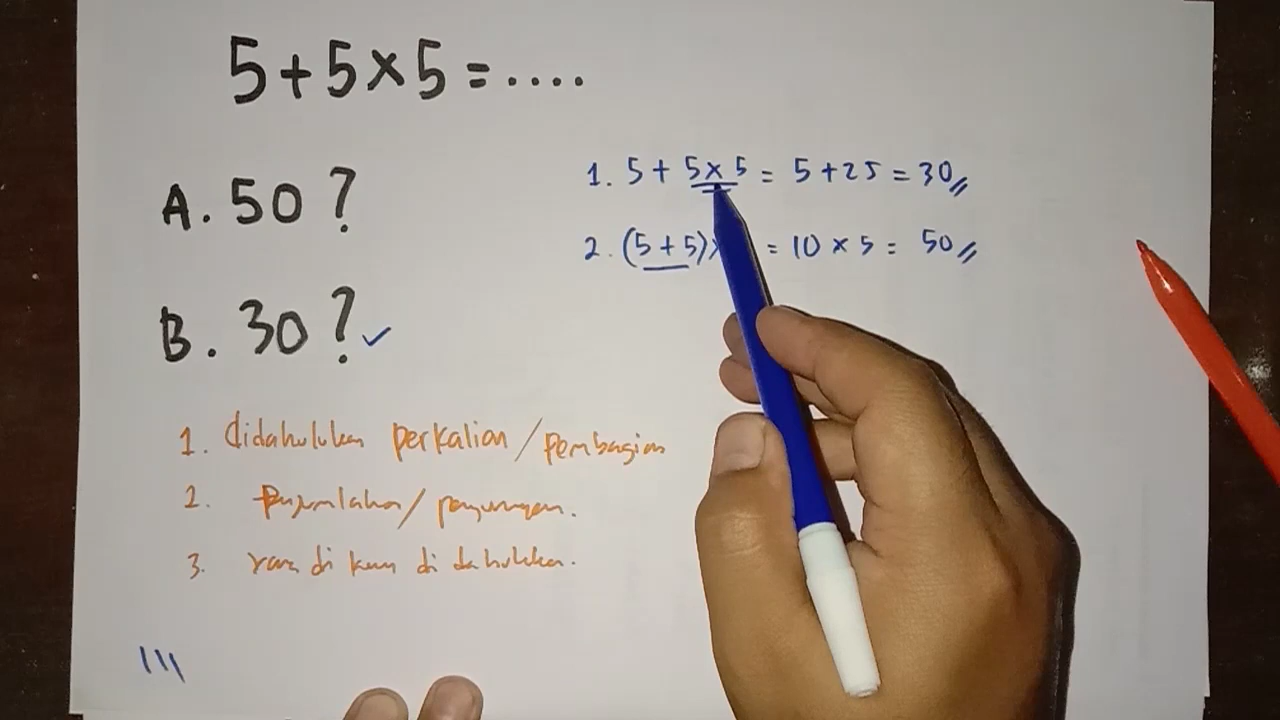 5+5×5=....
A. 50 ?
B. 30 ? ✓
1. 5 + 5 × 5 = 5 + 25 = 30
2. (5 + 5)× = 10 × 5 = 50
1. didahulukan perkalian / pembagian
2. Penjumlahan / pengurangan.
3. yang di kurung di dahulukan.